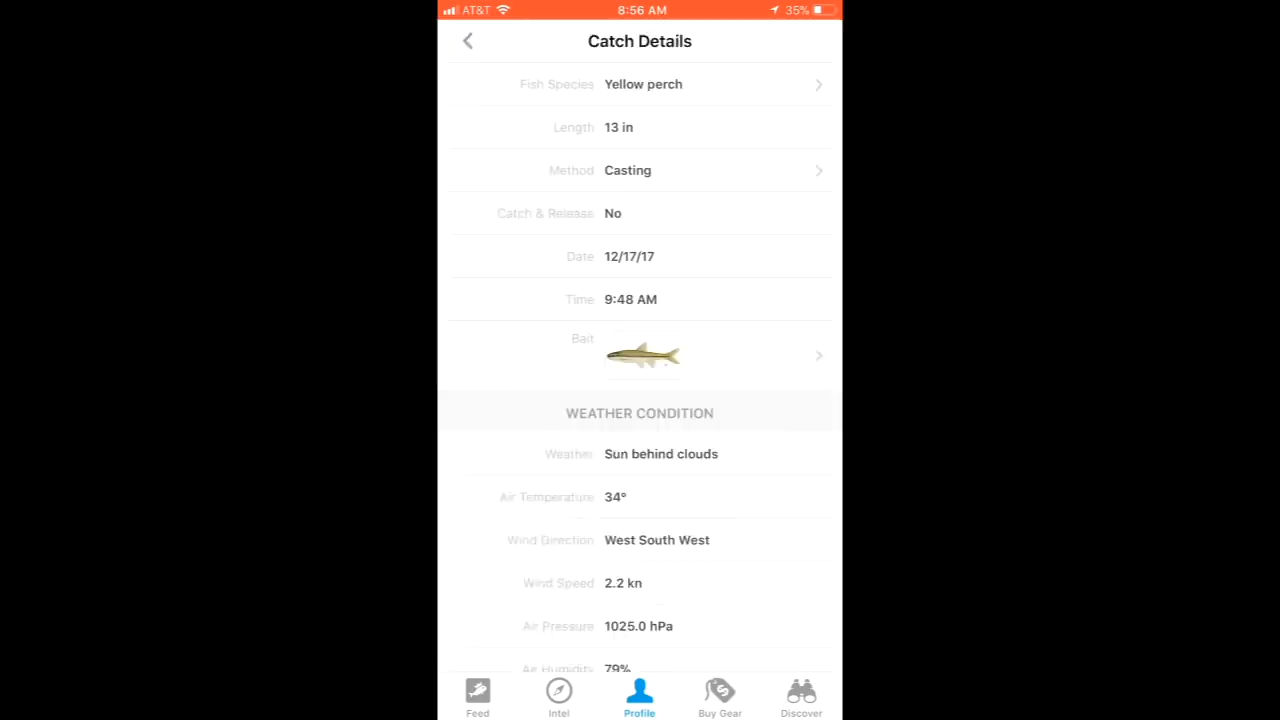 AT&T 8:56 AM 35%
Catch Details
Fish Species Yellow perch
Length 13 in
Method Casting
Catch & Release No
Date 12/17/17
Time 9:48 AM
Bait
WEATHER CONDITION
Weather Sun behind clouds
Air Temperature 34°
Wind Direction West South West
Wind Speed 2.2 kn
Air Pressure 1025.0 hPa
Air Humidity 79%
Feed Intel Profile Buy Gear Discover